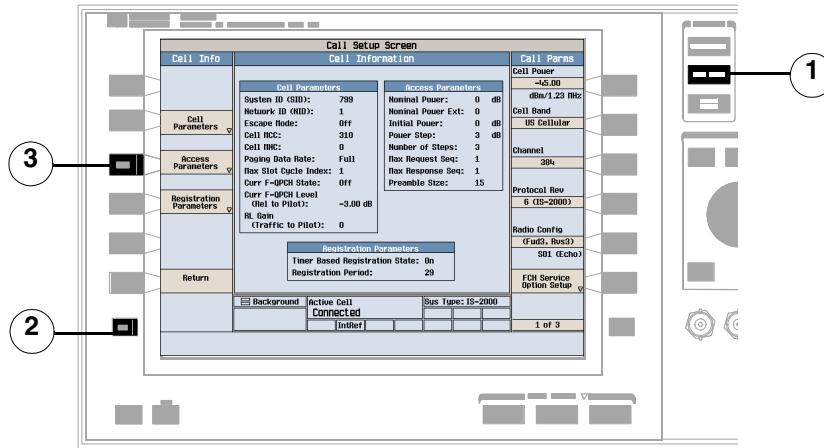 Call Setup Screen
Cell Info
Cell Information
Call Parms
Cell Parameters
System ID (SID): 799
Network ID (NID): 1
Escape Mode: Off
Cell MCC: 310
Cell MNC: 0
Paging Data Rate: Full
Max Slot Cycle Index: 1
Curr F-QPCH State: Off
Curr F-QPCH Level
(Rel to Pilot): -3.00 dB
RL Gain
(Traffic to Pilot): 0
Access Parameters
Nominal Power: 0 dB
Nominal Power Ext: 0
Initial Power: 0 dB
Power Step: 3 dB
Number of Steps: 3
Max Request Seq: 1
Max Response Seq: 1
Preamble Size: 15
Registration Parameters
Timer Based Registration State: On
Registration Period: 29
Cell
Parameters
Access
Parameters
Registration
Parameters
Return
Cell Power
-45.00
dBm/1.23 MHz
Cell Band
US Cellular
Channel
384
Protocol Rev
6 (IS-2000)
Radio Config
(Fwd3, Rvs3)
SO1 (Echo)
FCH Service
Option Setup
1 of 3
Background
Active Cell
Connected
Sys Type: IS-2000
IntRef
1
2
3